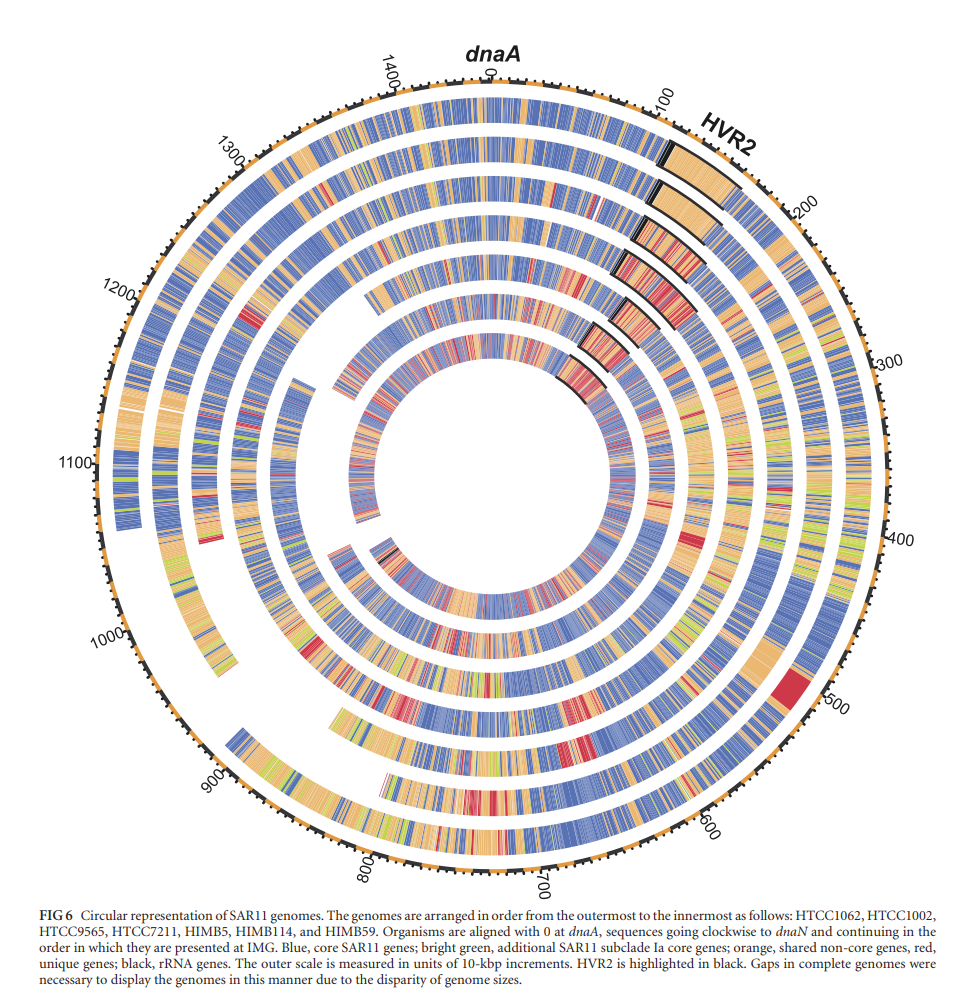 dnaA
0
100
HVR2
200
300
400
500
600
700
800
900
1000
1100
1200
1300
1400
FIG 6 Circular representation of SAR11 genomes. The genomes are arranged in order from the outermost to the innermost as follows: HTCC1062, HTCC1002,
HTCC9565, HTCC7211, HIMB5, HIMB114, and HIMB59. Organisms are aligned with 0 at dnaA, sequences going clockwise to dnaN and continuing in the
order in which they are presented at IMG. Blue, core SAR11 genes; bright green, additional SAR11 subclade Ia core genes; orange, shared non-core genes, red,
unique genes; black, rRNA genes. The outer scale is measured in units of 10-kbp increments. HVR2 is highlighted in black. Gaps in complete genomes were
necessary to display the genomes in this manner due to the disparity of genome sizes.